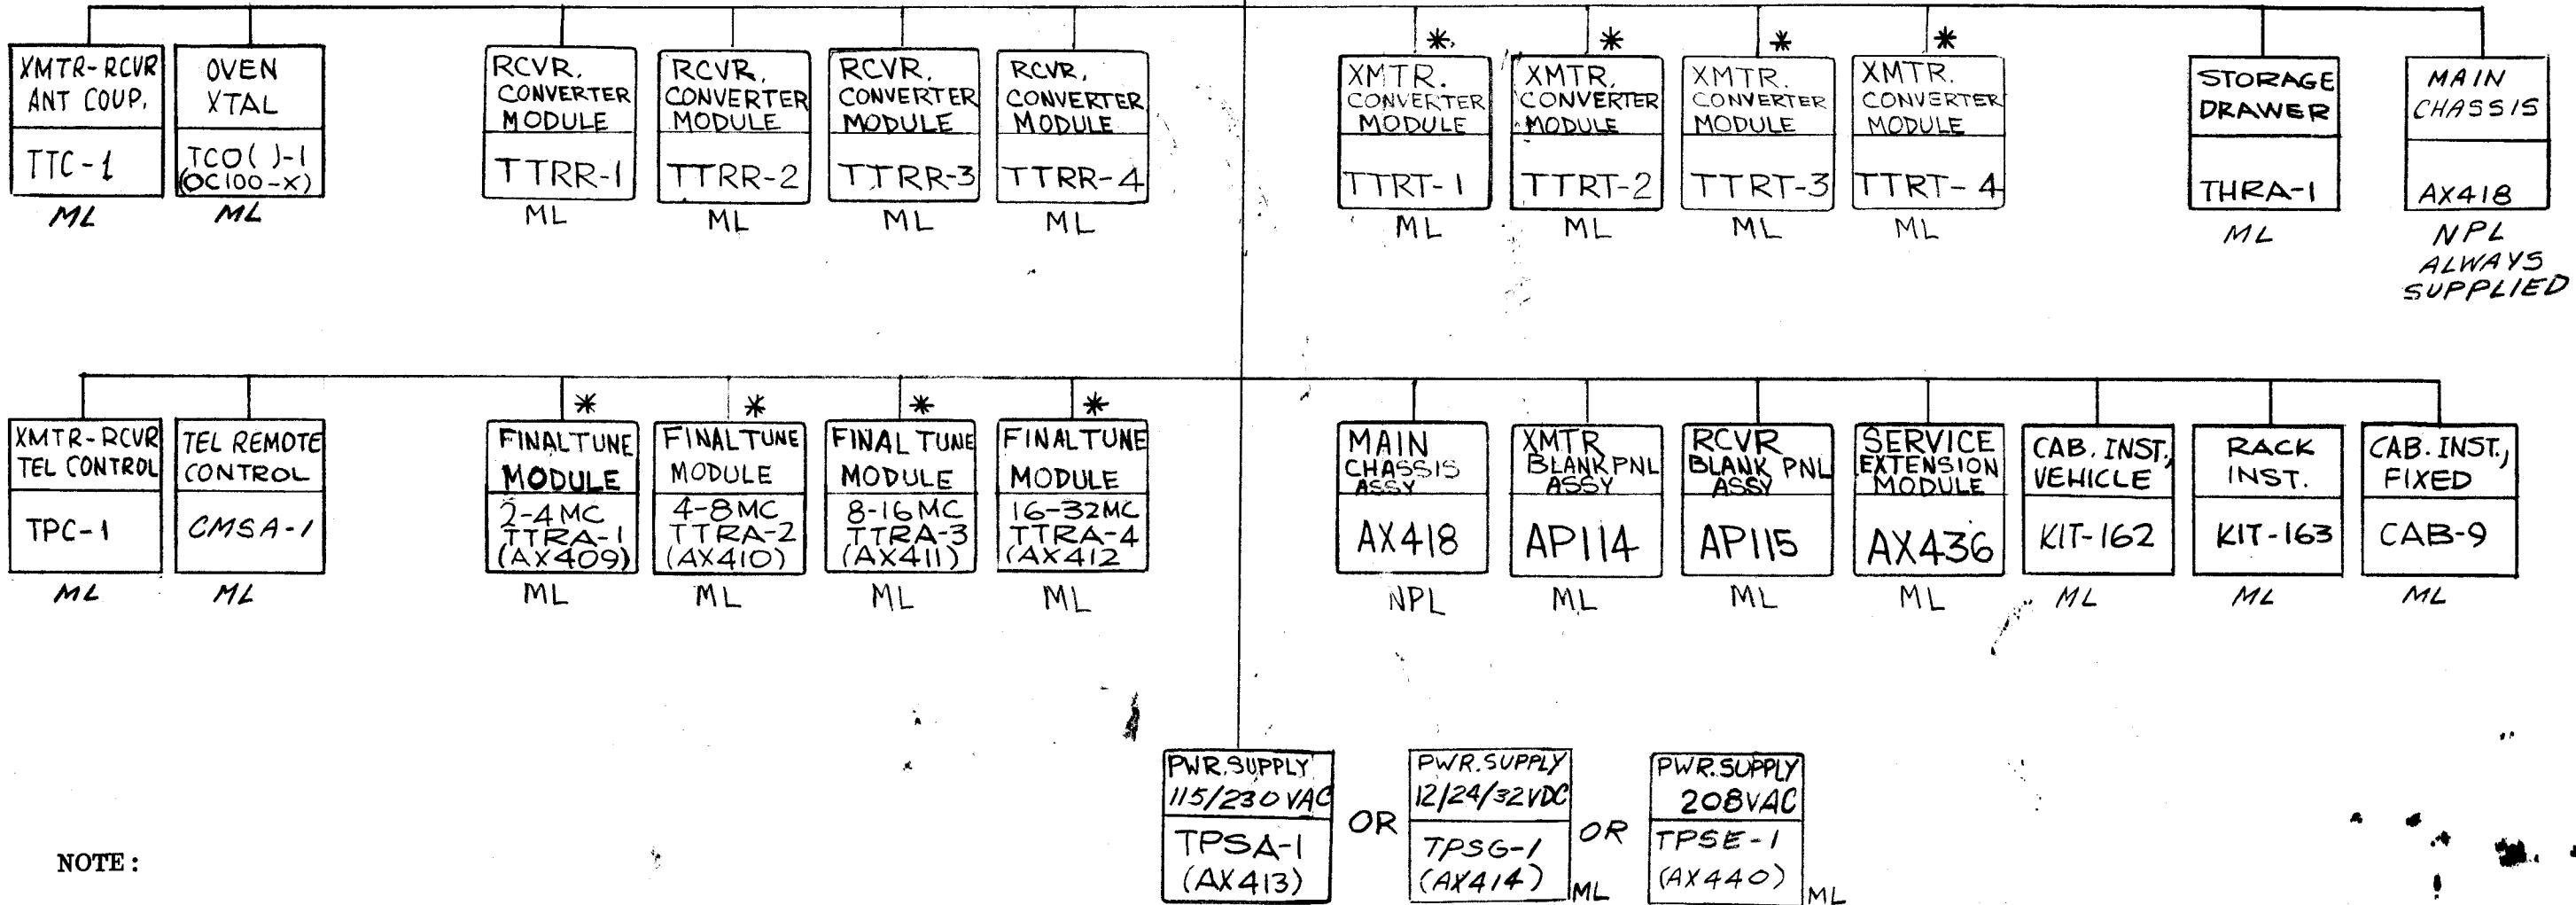 XMTR-RCVR
ANT COUP.
TTC-1
ML
OVEN
XTAL
TCO( )-1
(OC100-X)
ML
RCVR.
CONVERTER
MODULE
TTRR-1
ML
RCVR.
CONVERTER
MODULE
TTRR-2
ML
RCVR.
CONVERTER
MODULE
TTRR-3
ML
RCVR.
CONVERTER
MODULE
TTRR-4
ML
*
XMTR.
CONVERTER
MODULE
TTRT-1
ML
*
XMTR.
CONVERTER
MODULE
TTRT-2
ML
*
XMTR.
CONVERTER
MODULE
TTRT-3
ML
*
XMTR.
CONVERTER
MODULE
TTRT-4
ML
STORAGE
DRAWER
THRA-1
ML
MAIN
CHASSIS
AX418
NPL
ALWAYS
SUPPLIED
XMTR-RCVR
TEL CONTROL
TPC-1
ML
TEL REMOTE
CONTROL
CMSA-1
ML
*
FINAL TUNE
MODULE
2-4MC
TTRA-1
(AX409)
ML
*
FINAL TUNE
MODULE
4-8MC
TTRA-2
(AX410)
ML
*
FINAL TUNE
MODULE
8-16MC
TTRA-3
(AX411)
ML
*
FINAL TUNE
MODULE
16-32MC
TTRA-4
(AX412
ML
MAIN
CHASSIS
ASSY
AX418
NPL
XMTR
BLANK PNL
ASSY
AP114
ML
RCVR
BLANK PNL
ASSY
AP115
ML
SERVICE
EXTENSION
MODULE
AX436
ML
CAB. INST.,
VEHICLE
KIT-162
ML
RACK
INST.
KIT-163
ML
CAB. INST.,
FIXED
CAB-9
ML
PWR. SUPPLY
115/230 VAC
TPSA-1
(AX413)
OR
PWR. SUPPLY
12/24/32VDC
TPSG-1
(AX414)
ML
OR
PWR. SUPPLY
208VAC
TPSE-1
(AX440)
ML
NOTE: